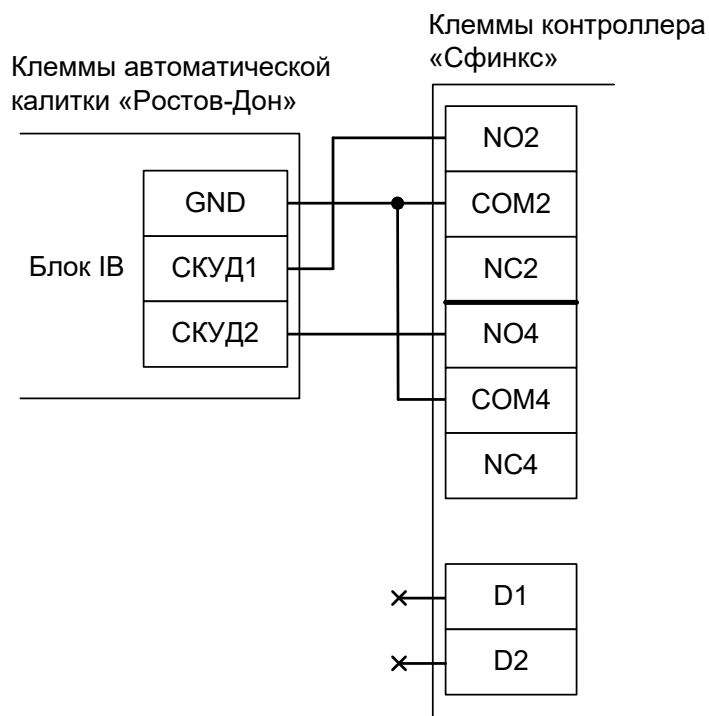 Клеммы контроллера
«Сфинкс»
Клеммы автоматической
калитки «Ростов-Дон»
Блок IB
GND
СКУД1
СКУД2
NO2
COM2
NC2
NO4
COM4
NC4
D1
D2